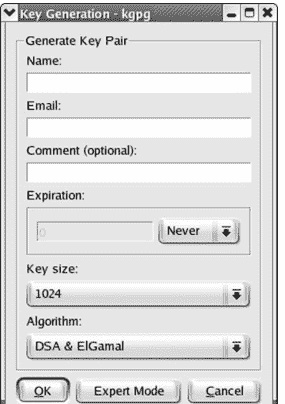 Key Generation - kgpg
Generate Key Pair
Name:
Email:
Comment (optional):
Expiration:
0 Never
Key size:
1024
Algorithm:
DSA & ElGamal
OK Expert Mode Cancel